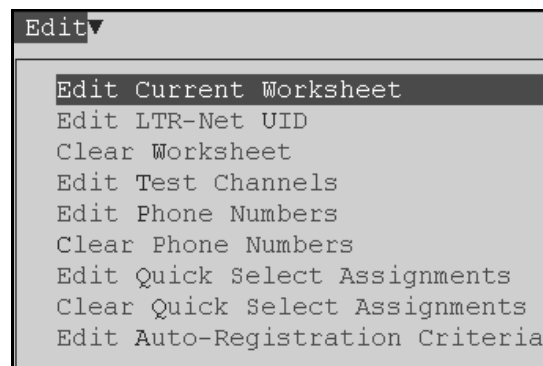 Edit▼
Edit Current Worksheet
Edit LTR-Net UID
Clear Worksheet
Edit Test Channels
Edit Phone Numbers
Clear Phone Numbers
Edit Quick Select Assignments
Clear Quick Select Assignments
Edit Auto-Registration Criteria